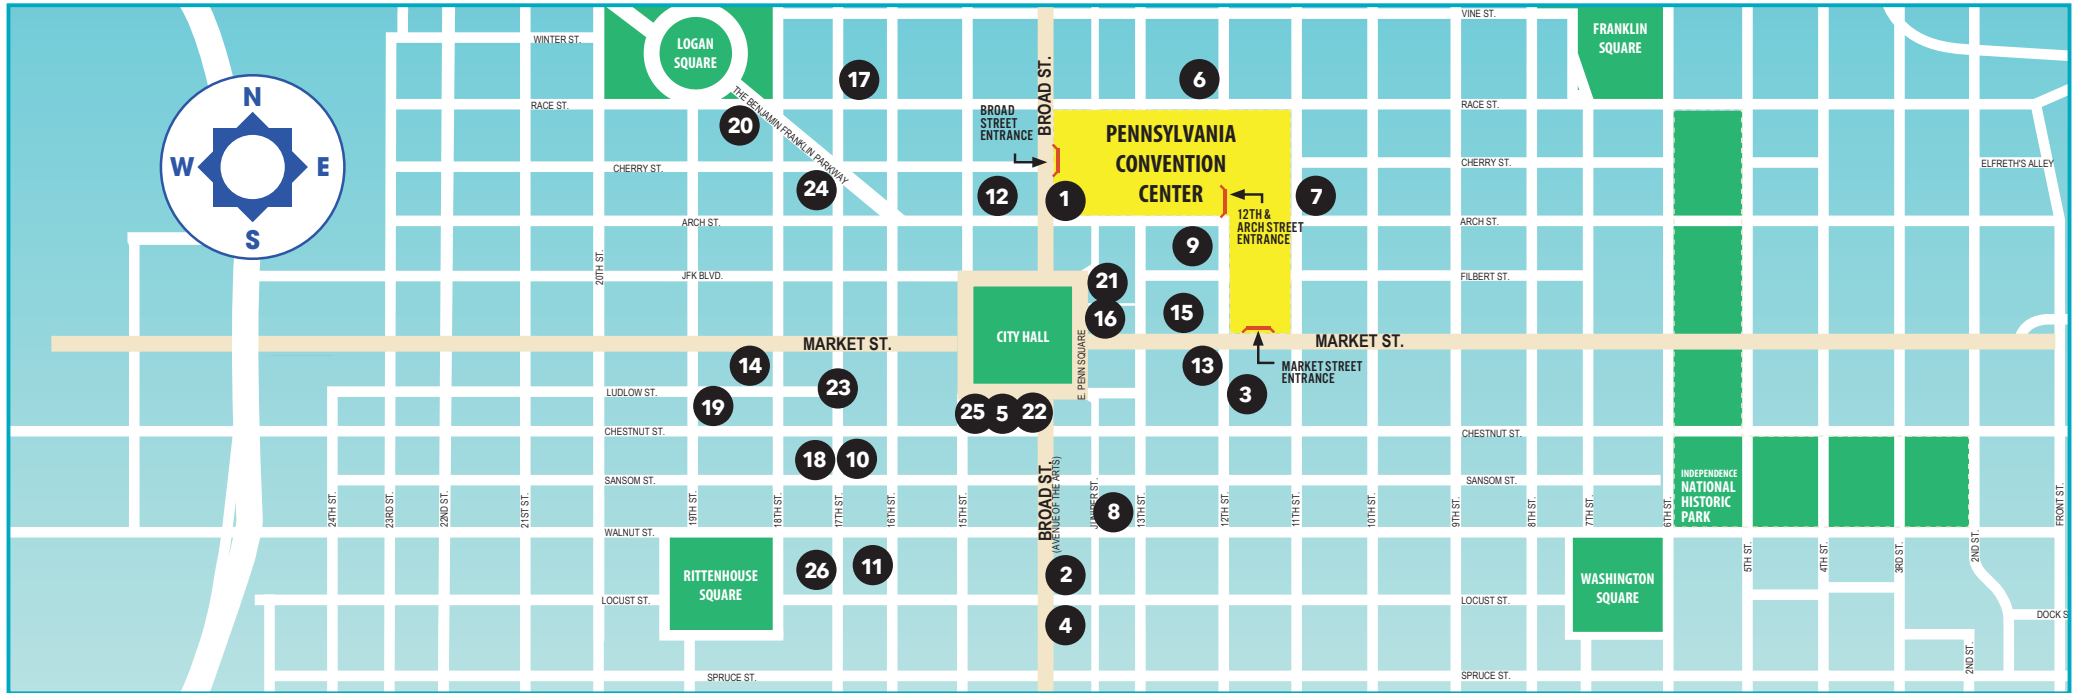 VINE ST.
WINTER ST.
LOGAN
SQUARE
FRANKLIN
SQUARE
N
W
E
S
17
6
BROAD ST.
THE BENJAMIN FRANKLIN PARKWAY
RACE ST.
RACE ST.
20
BROAD
STREET
ENTRANCE
PENNSYLVANIA
CONVENTION
CENTER
CHERRY ST.
CHERRY ST.
ELFRETH'S ALLEY
24
12
1
7
12TH &
ARCH STREET
ENTRANCE
ARCH ST.
ARCH ST.
9
20TH ST.
JFK BLVD.
FILBERT ST.
21
16
15
CITY HALL
E. PENN SQUARE
MARKET ST.
MARKET ST.
MARKET STREET
ENTRANCE
14
13
23
3
LUDLOW ST.
19
25
5
22
CHESTNUT ST.
CHESTNUT ST.
18
10
BROAD ST.
(AVENUE OF THE ARTS)
SANSOM ST.
SANSOM ST.
INDEPENDENCE
NATIONAL
HISTORIC
PARK
24TH ST.
23RD ST.
22ND ST.
21ST ST.
19TH ST.
18TH ST.
17TH ST.
16TH ST.
15TH ST.
8
13TH ST.
12TH ST.
11TH ST.
10TH ST.
9TH ST.
8TH ST.
7TH ST.
6TH ST.
FRONT ST.
WALNUT ST.
WALNUT ST.
5TH ST.
4TH ST.
3RD ST.
2ND ST.
26
11
2
RITTENHOUSE
SQUARE
WASHINGTON
SQUARE
LOCUST ST.
LOCUST ST.
4
DOCK S
2ND ST.
SPRUCE ST.
SPRUCE ST.